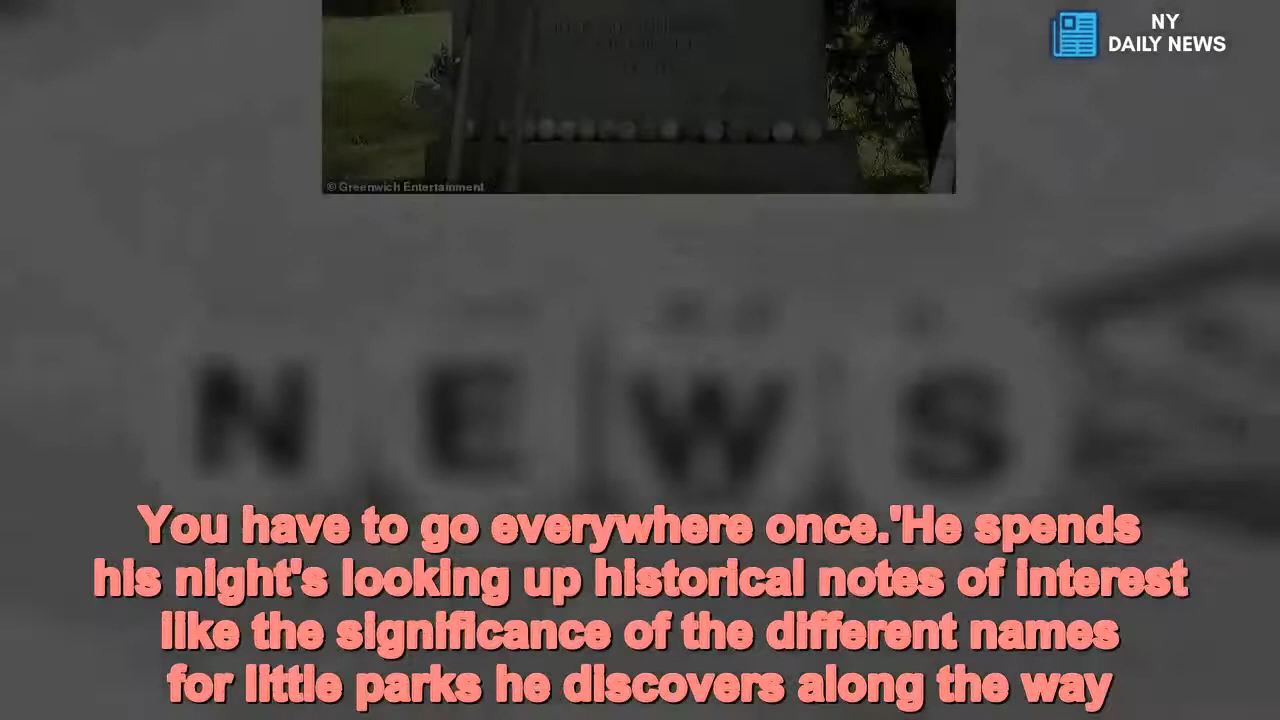 NY
DAILY NEWS
© Greenwich Entertainment
NEWS
You have to go everywhere once.'He spends
his night's looking up historical notes of interest
like the significance of the different names
for little parks he discovers along the way